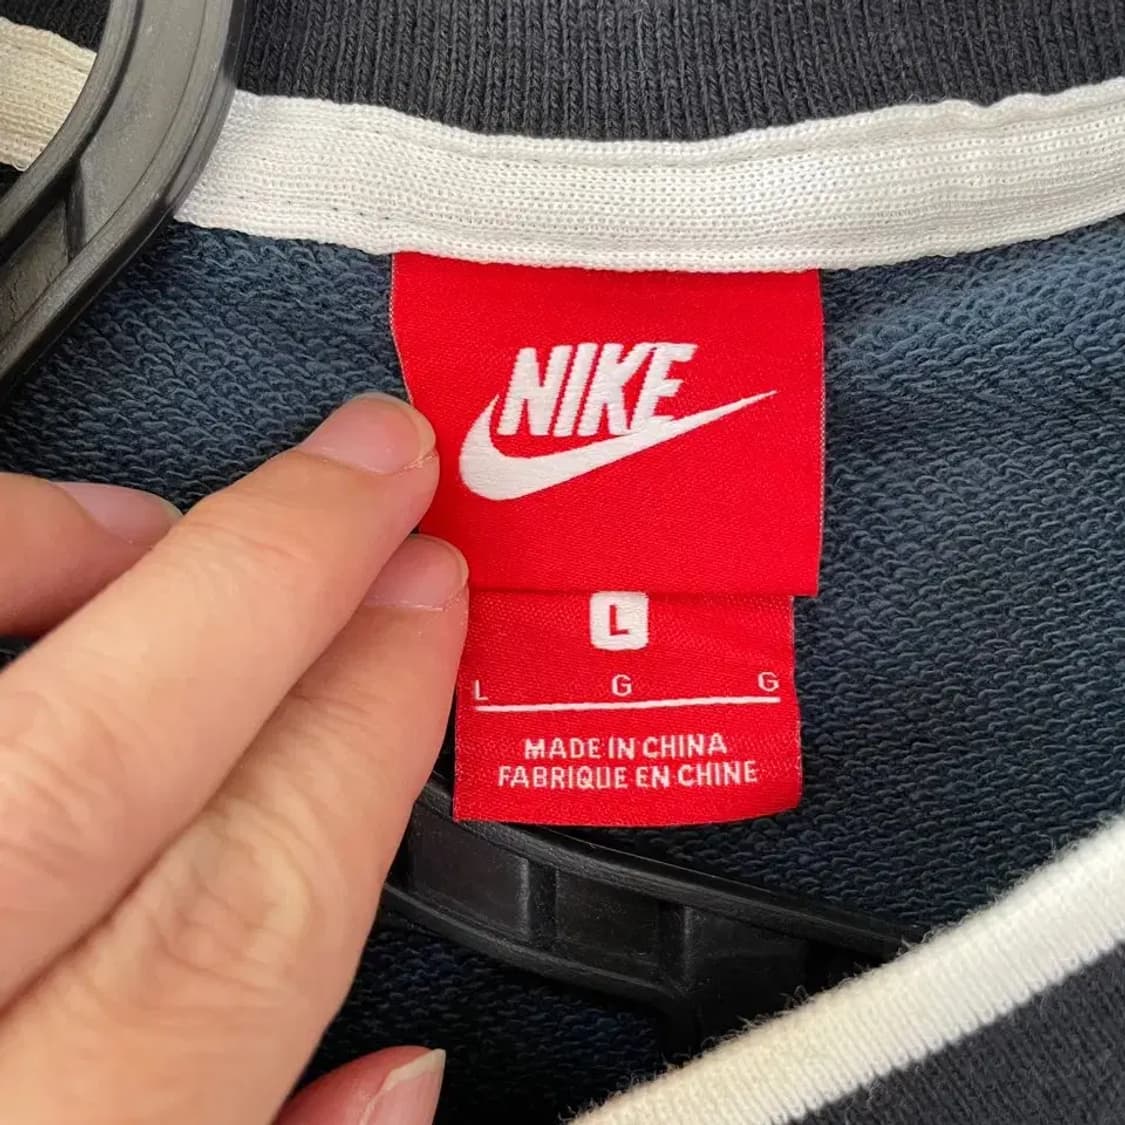 NIKE
L
L G G
MADE IN CHINA
FABRIQUE EN CHINE